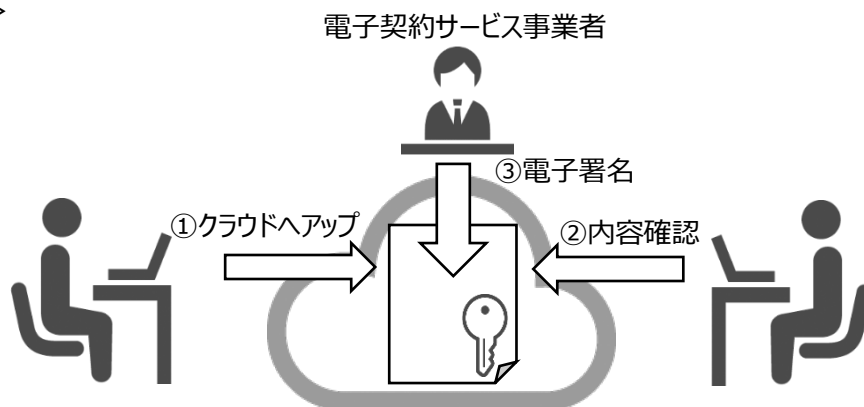 >
電子契約サービス事業者
③電子署名
①クラウドへアップ
②内容確認